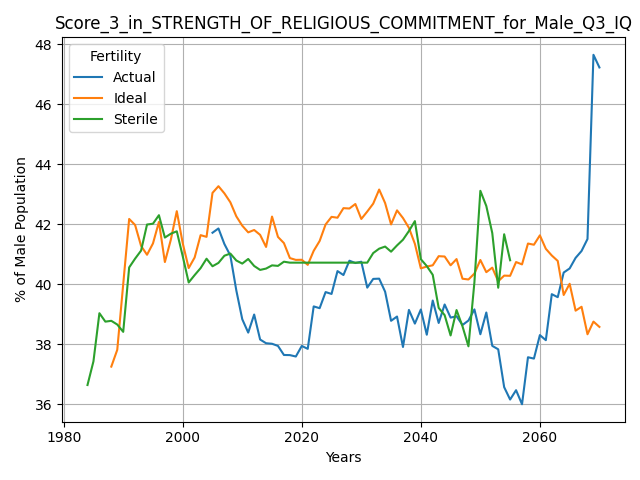 Score_3_in_STRENGTH_OF_RELIGIOUS_COMMITMENT_for_Male_Q3_IQ
48
46
44
42
40
38
36
% of Male Population
Fertility
Actual
Ideal
Sterile
1980
2000
2020
2040
2060
Years